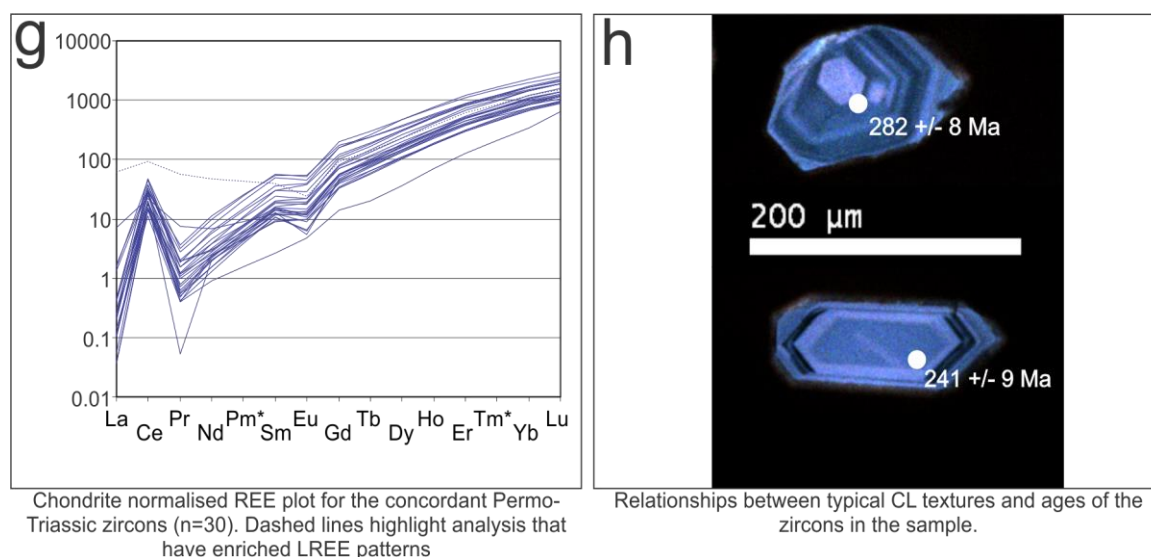 g
10000
1000
100
10
1
0.1
0.01
La Ce Pr Nd Pm* Sm Eu Gd Tb Dy Ho Er Tm* Yb Lu
Chondrite normalised REE plot for the concordant Permo-
Triassic zircons (n=30). Dashed lines highlight analysis that
have enriched LREE patterns
h
282 +/- 8 Ma
200 µm
241 +/- 9 Ma
Relationships between typical CL textures and ages of the
zircons in the sample.